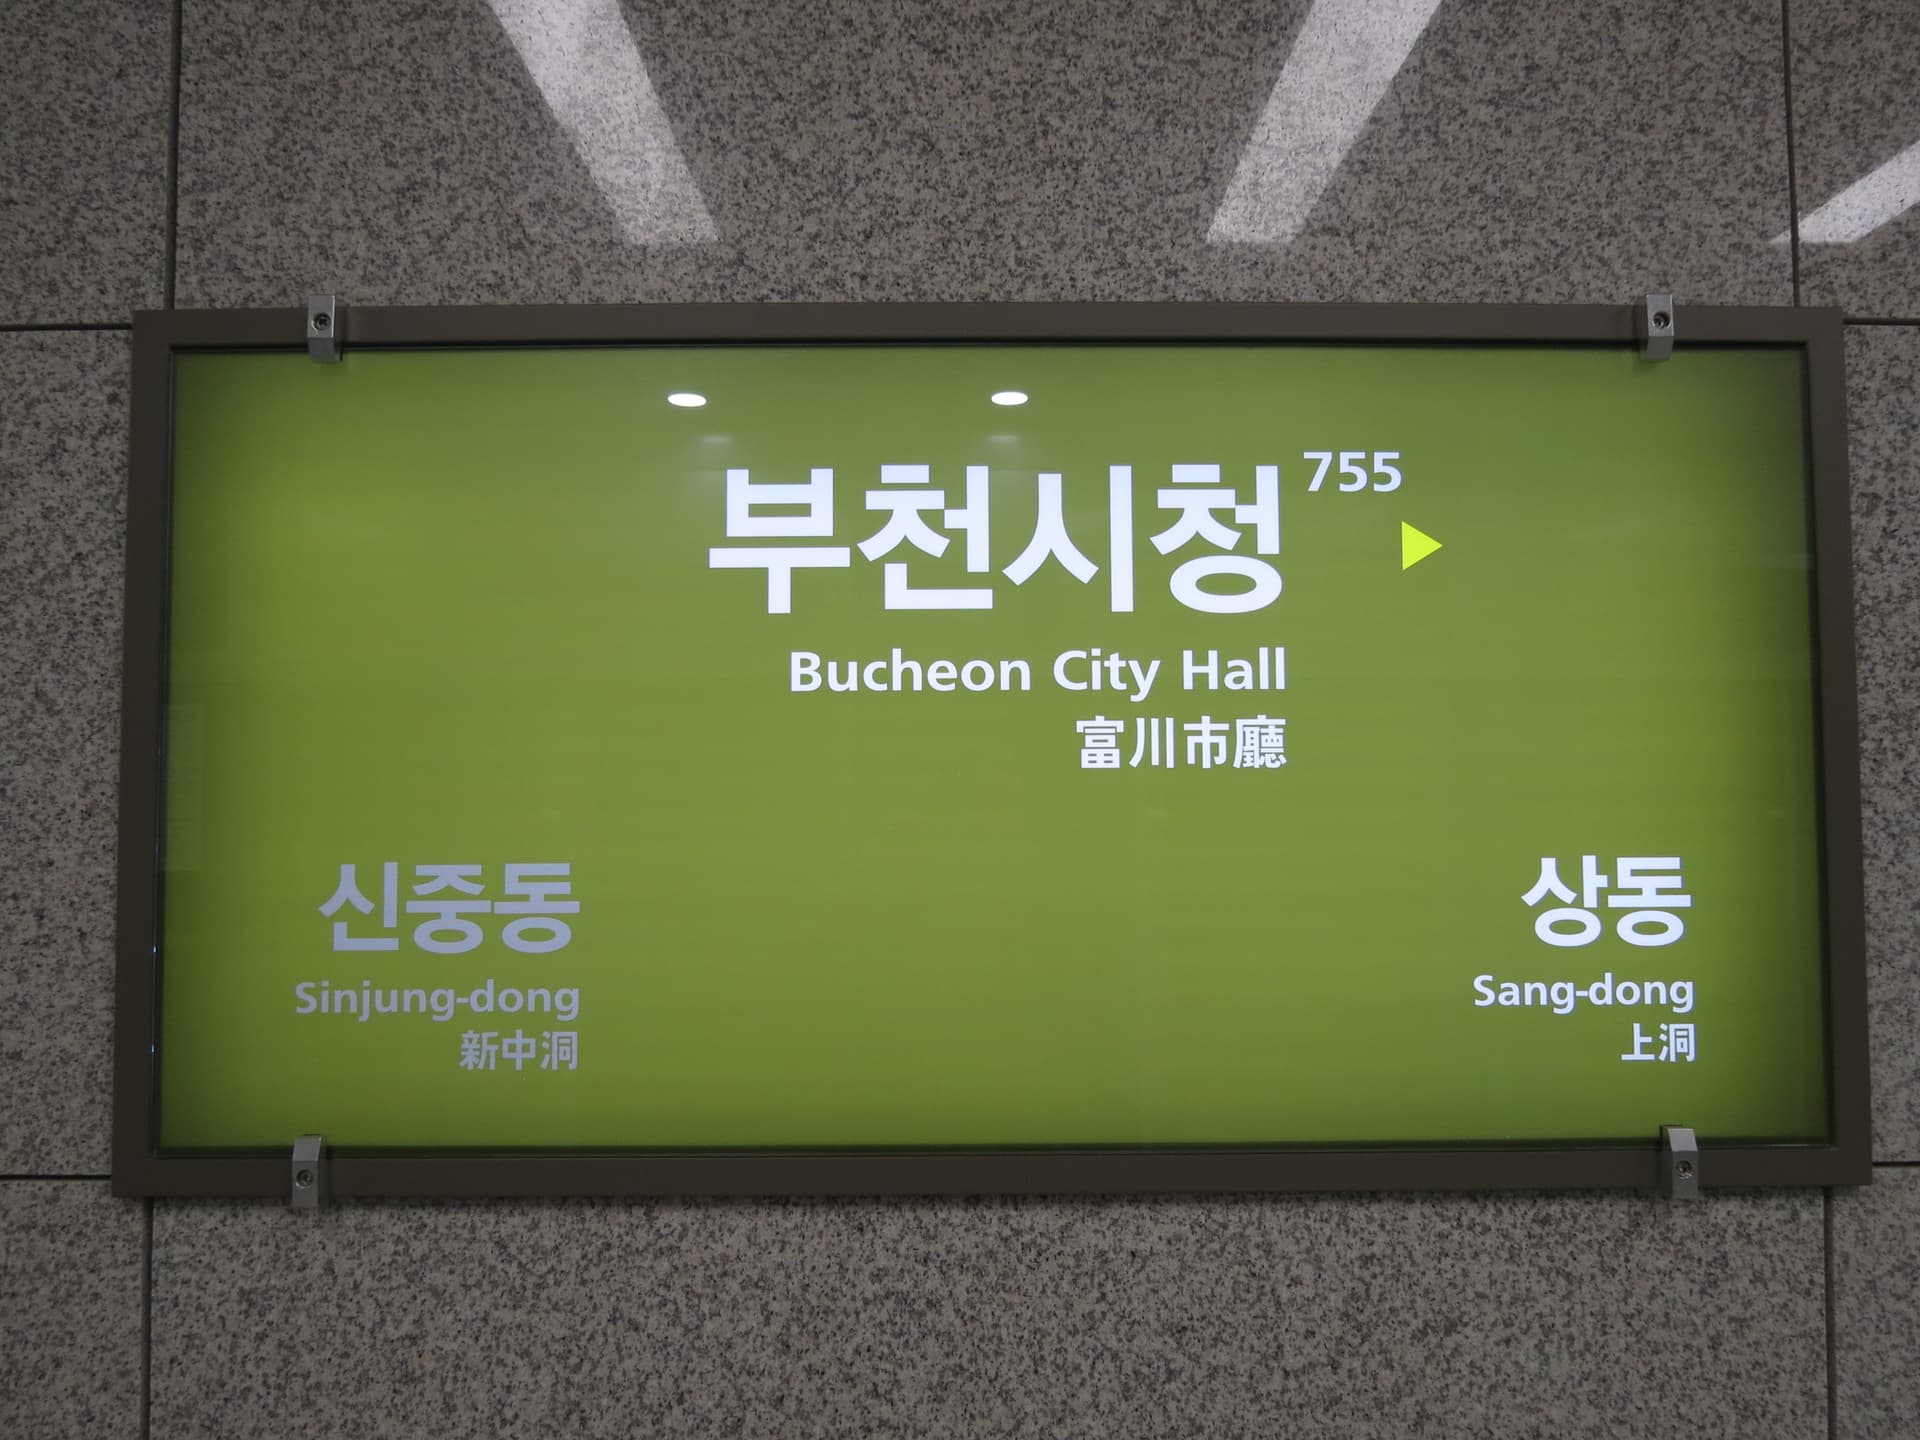 부천시청 755
Bucheon City Hall
富川市廳
신중동
Sinjung-dong
新中洞
상동
Sang-dong
上洞